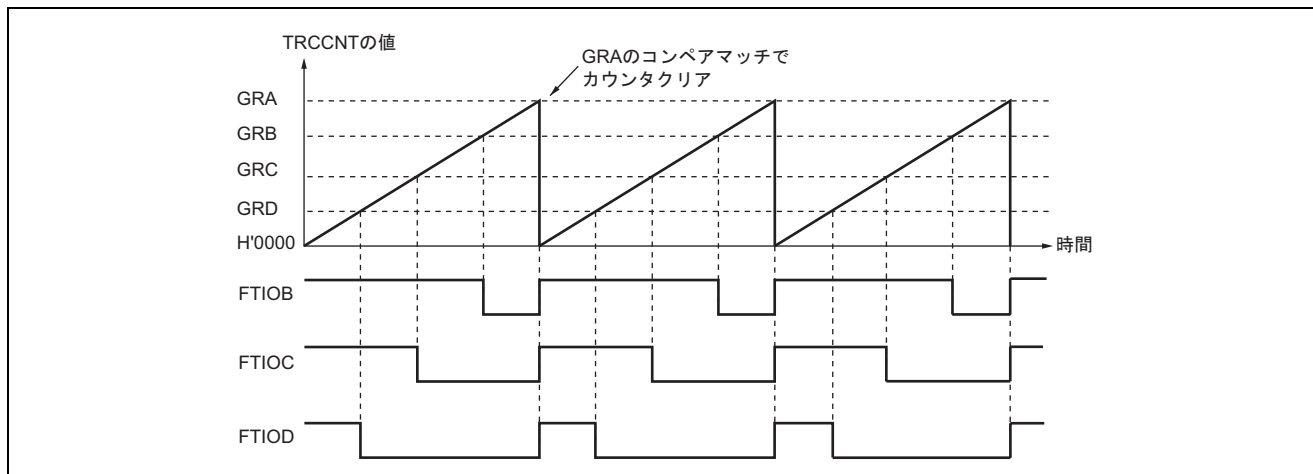 TRCCNTの値
GRAのコンペアマッチで
カウンタクリア
GRA
GRB
GRC
GRD
H'0000
時間
FTIOB
FTIOC
FTIOD